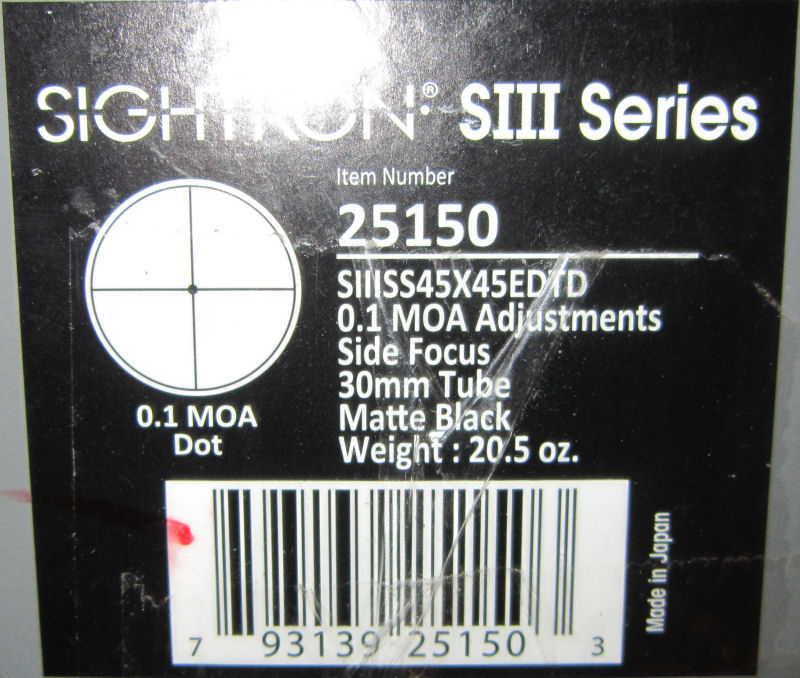 SIGHTRON® SIII Series
Item Number
25150
SIIISS45X45EDTD
0.1 MOA Adjustments
Side Focus
30mm Tube
Matte Black
Weight : 20.5 oz.
0.1 MOA
Dot
7 93139 25150 3
Made in Japan